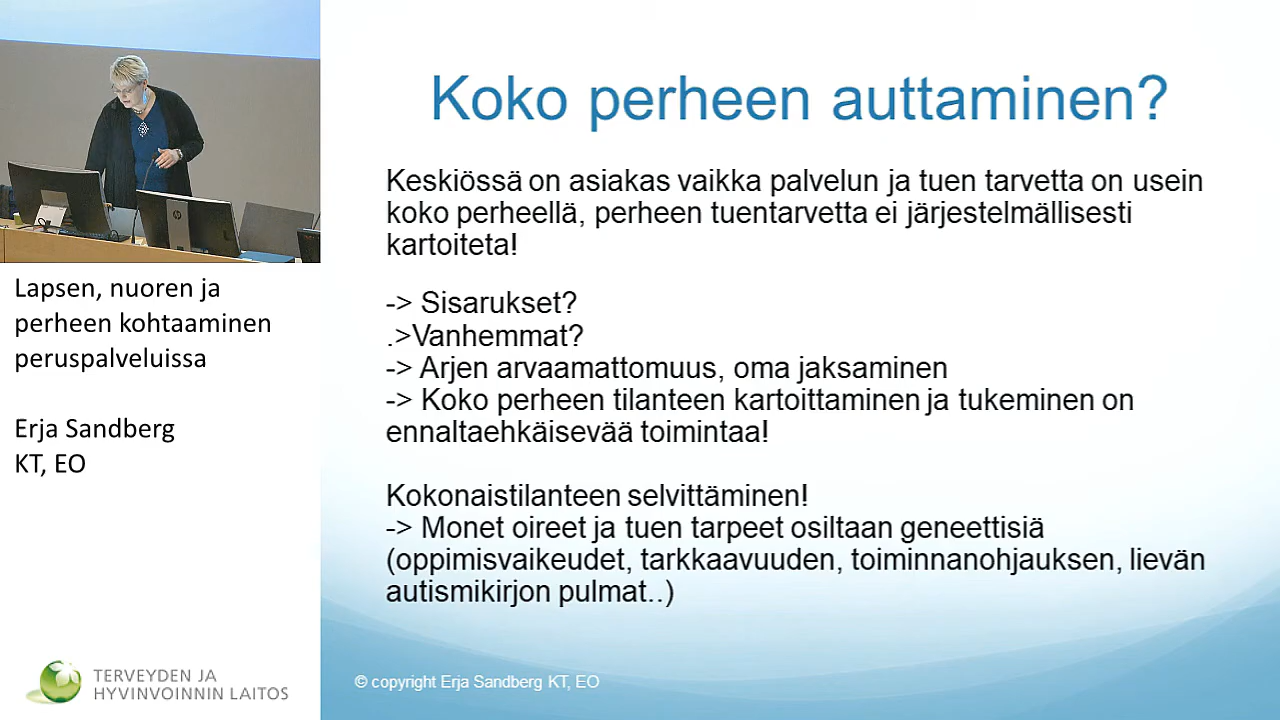 Koko perheen auttaminen?
Keskiössä on asiakas vaikka palvelun ja tuen tarvetta on usein
koko perheellä, perheen tuentarvetta ei järjestelmällisesti
kartoiteta!
-> Sisarukset?
.>Vanhemmat?
-> Arjen arvaamattomuus, oma jaksaminen
-> Koko perheen tilanteen kartoittaminen ja tukeminen on
ennaltaehkäisevää toimintaa!
Kokonaistilanteen selvittäminen!
-> Monet oireet ja tuen tarpeet osiltaan geneettisiä
(oppimisvaikeudet, tarkkaavuuden, toiminnanohjauksen, lievän
autismikirjon pulmat..)
© copyright Erja Sandberg KT, EO
Lapsen, nuoren ja
perheen kohtaaminen
peruspalveluissa
Erja Sandberg
KT, EO
TERVEYDEN JA
HYVINVOINNIN LAITOS
hp